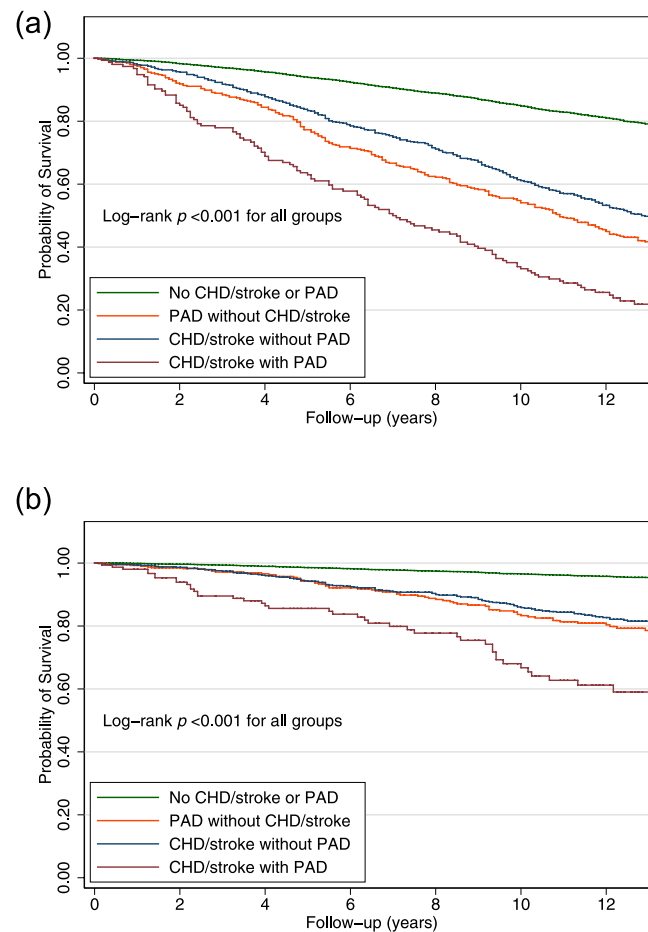 (a)
Probability of Survival
1.00
0.80
0.60
0.40
0.20
0.00
Log−rank p <0.001 for all groups
No CHD/stroke or PAD
PAD without CHD/stroke
CHD/stroke without PAD
CHD/stroke with PAD
0 2 4 6 8 10 12
Follow−up (years)
(b)
Probability of Survival
1.00
0.80
0.60
0.40
0.20
0.00
Log−rank p <0.001 for all groups
No CHD/stroke or PAD
PAD without CHD/stroke
CHD/stroke without PAD
CHD/stroke with PAD
0 2 4 6 8 10 12
Follow−up (years)